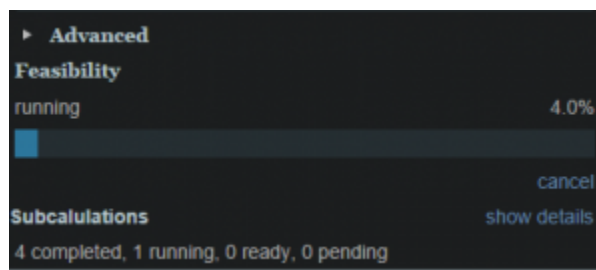 Advanced
Feasibility
running 4.0%
cancel
Subcalulations show details
4 completed, 1 running, 0 ready, 0 pending